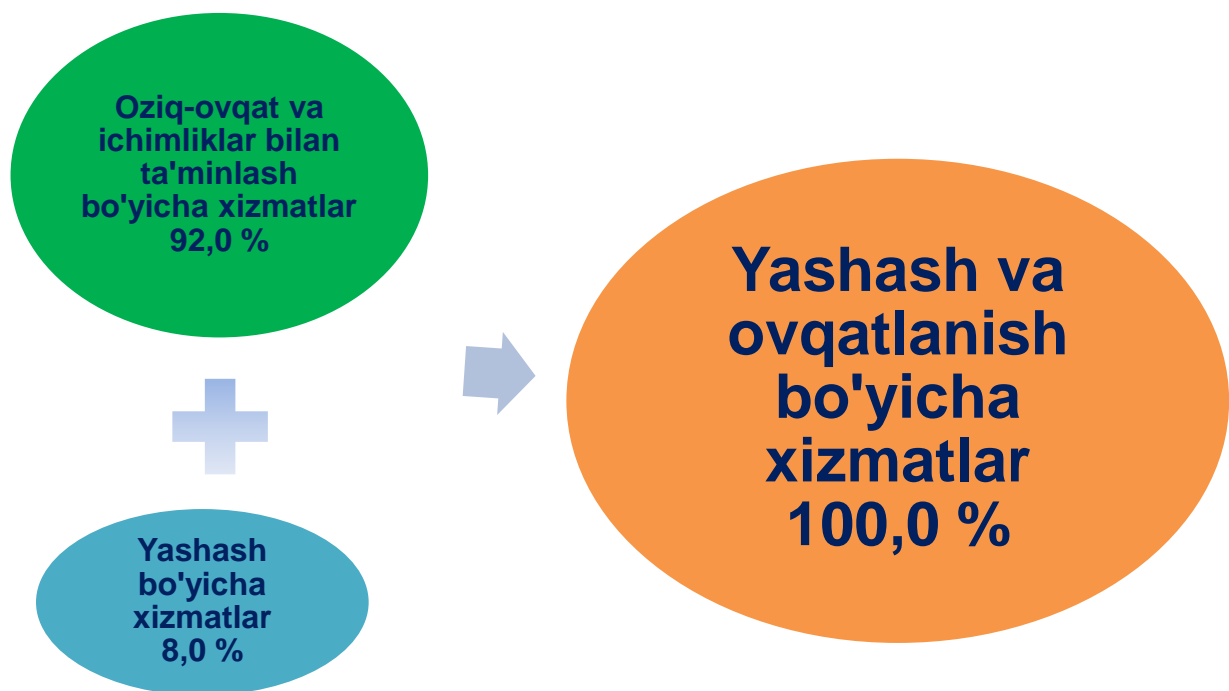 Oziq-ovqat va
ichimliklar bilan
ta'minlash
bo'yicha xizmatlar
92,0 %
Yashash
bo'yicha
xizmatlar
8,0 %
Yashash va
ovqatlanish
bo'yicha
xizmatlar
100,0 %